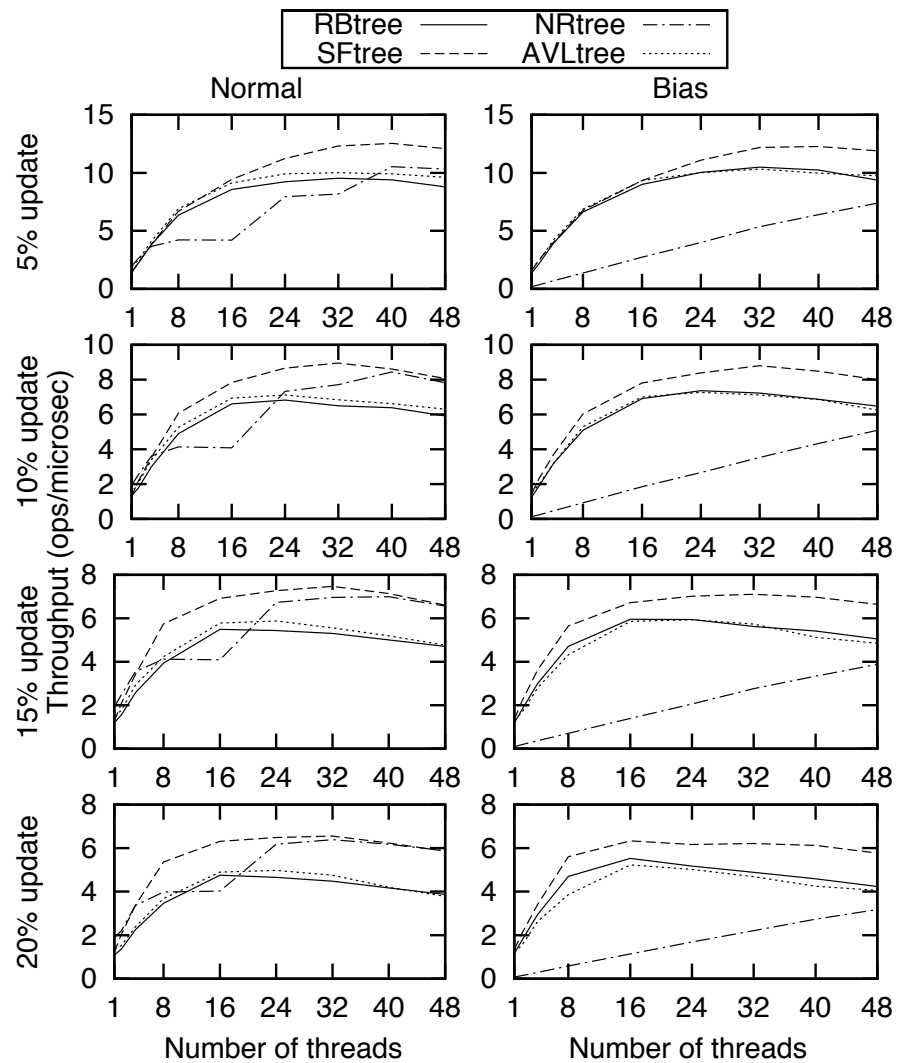 RBtree NRtree
SFtree AVLtree
Normal Bias
Throughput (ops/microsec)
5% update
15
10
5
0
1 8 16 24 32 40 48
15
10
5
0
1 8 16 24 32 40 48
10% update
10
8
6
4
2
0
1 8 16 24 32 40 48
10
8
6
4
2
0
1 8 16 24 32 40 48
15% update
8
6
4
2
0
1 8 16 24 32 40 48
8
6
4
2
0
1 8 16 24 32 40 48
20% update
8
6
4
2
0
1 8 16 24 32 40 48
8
6
4
2
0
1 8 16 24 32 40 48
Number of threads Number of threads